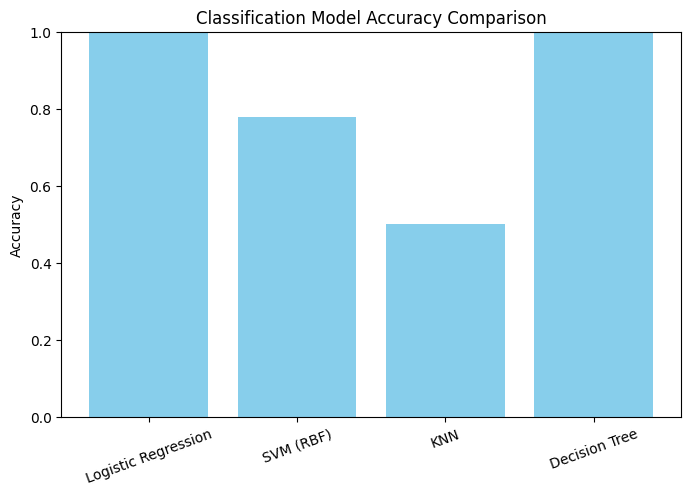 Classification Model Accuracy Comparison
1.0
0.8
0.6
0.4
0.2
0.0
Accuracy
Logistic Regression
SVM (RBF)
KNN
Decision Tree